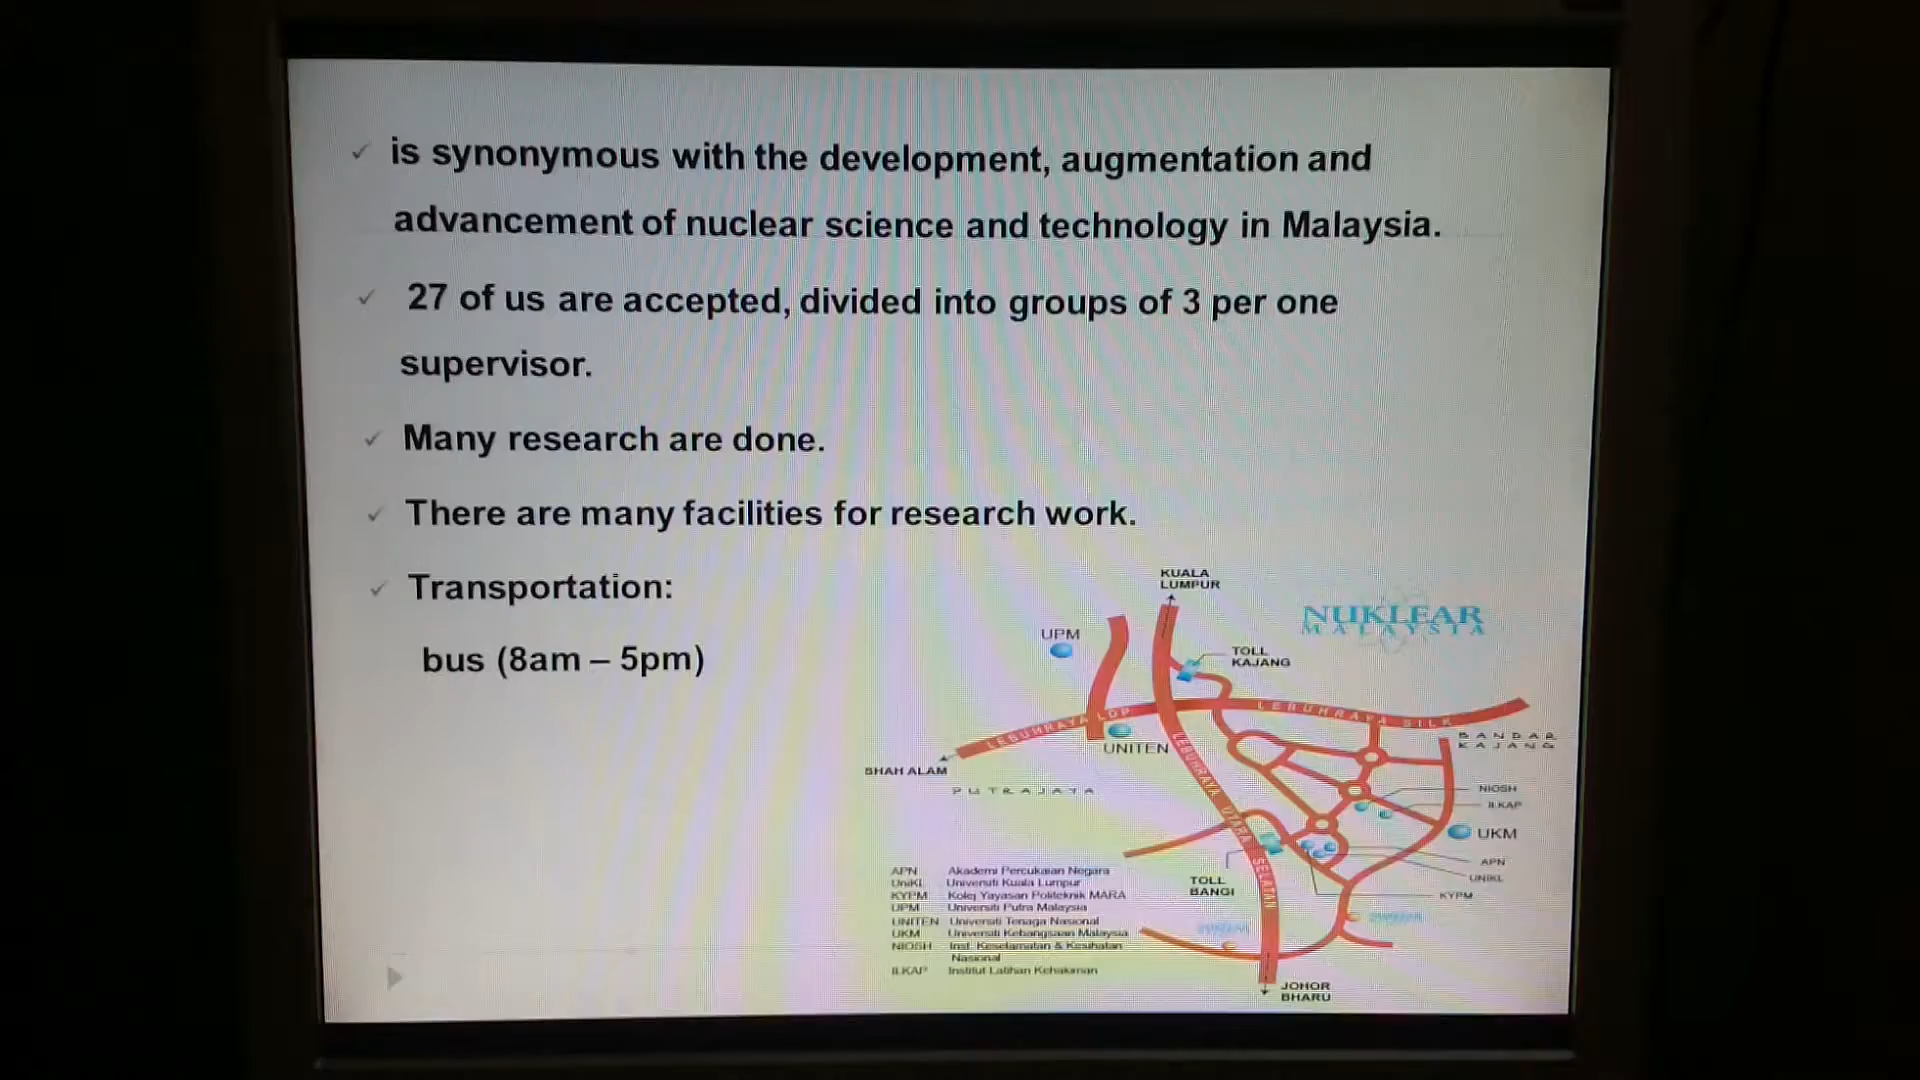 is synonymous with the development, augmentation and
advancement of nuclear science and technology in Malaysia.
27 of us are accepted, divided into groups of 3 per one
supervisor.
Many research are done.
There are many facilities for research work.
Transportation:
bus (8am – 5pm)
KUALA
LUMPUR
NUKLEAR
MALAYSIA
UPM
TOLL
KAJANG
LEBUHRAYA LDP
LEBUHRAYA SILK
BANDAR
KAJANG
UNITEN
SHAH ALAM
PUTRAJAYA
LEBUHRAYA UTARA SELATAN
NIOSH
ILKAP
UKM
APN
UNIKL
KYPM
TOLL
BANGI
APN Akademi Percukaian Negara
UniKL Universiti Kuala Lumpur
KYPM Kolej Yayasan Politeknik MARA
UPM Universiti Putra Malaysia
UNITEN Universiti Tenaga Nasional
UKM Universiti Kebangsaan Malaysia
NIOSH Inst. Keselamatan & Kesihatan
Nasional
ILKAP Institut Latihan Kehakiman
JOHOR
BHARU